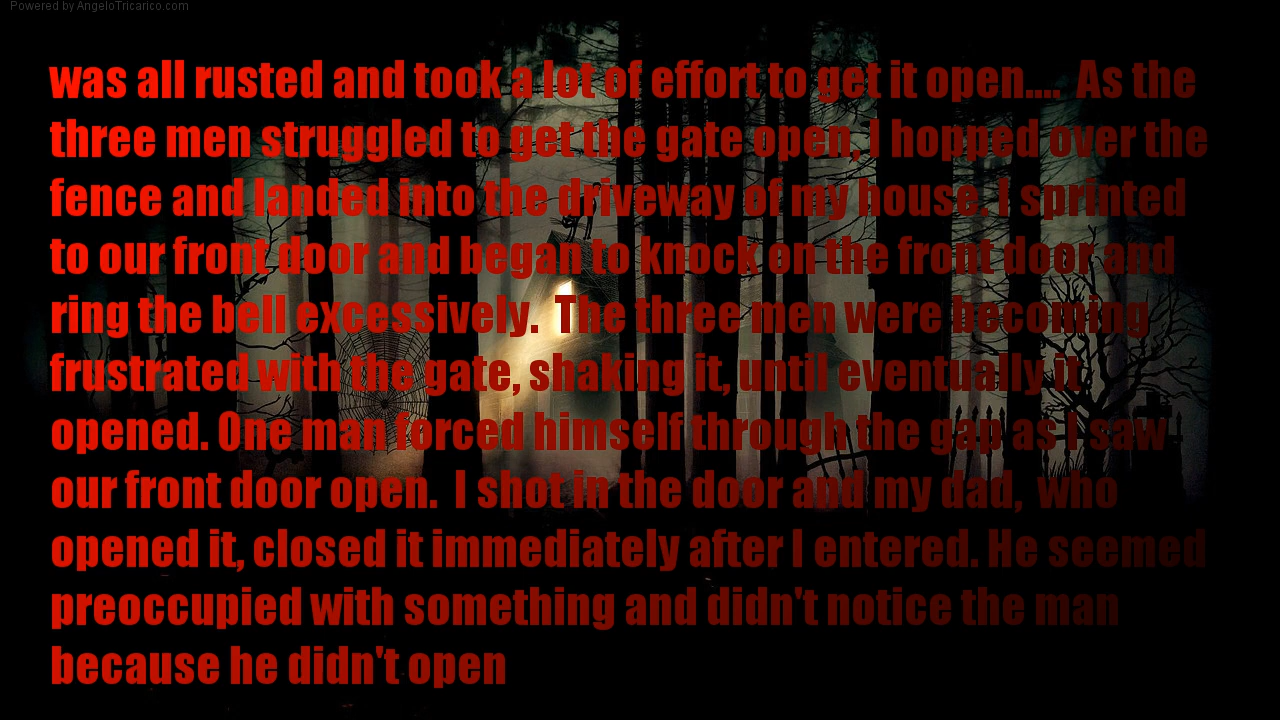 Powered by AngeloTricarico.com
was all rusted and took a lot of effort to get it open.... As the
three men struggled to get the gate open, I hopped over the
fence and landed into the driveway of my house. I sprinted
to our front door and began to knock on the front door and
ring the bell excessively. The three men were becoming
frustrated with the gate, shaking it, until eventually it
opened. One man forced himself through the gap as I saw
our front door open. I shot in the door and my dad, who
opened it, closed it immediately after I entered. He seemed
preoccupied with something and didn't notice the man
because he didn't open